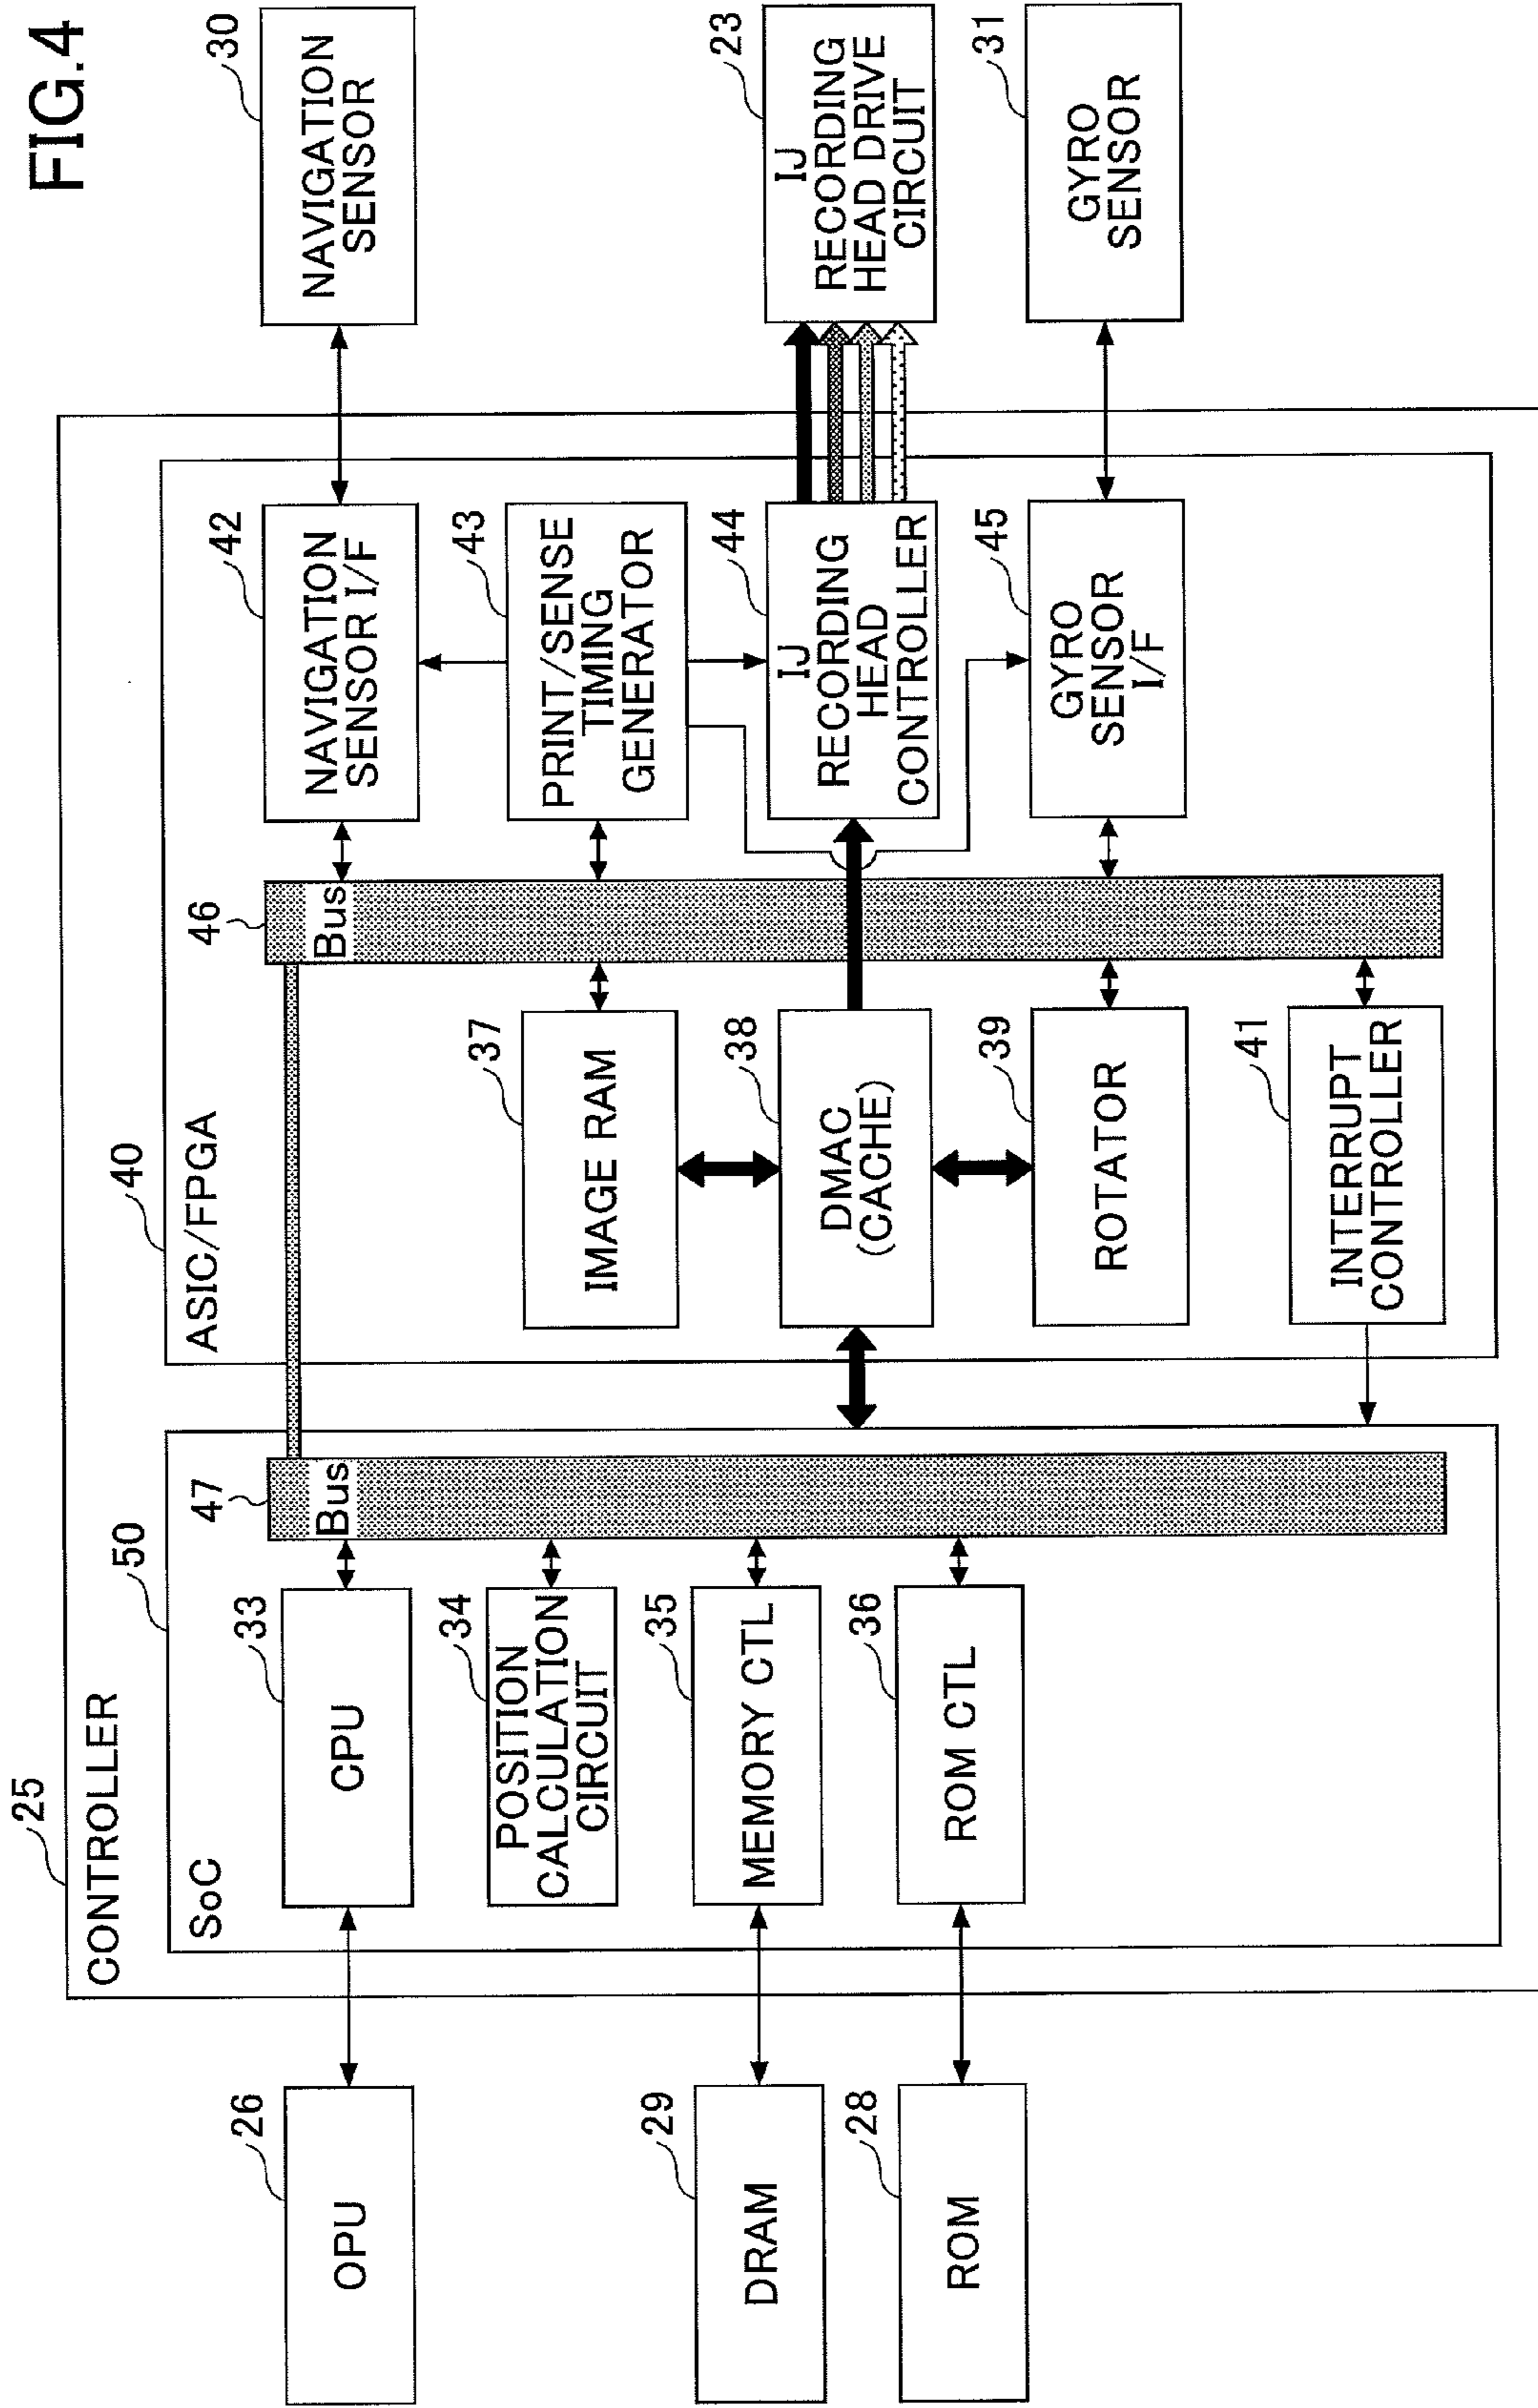 FIG.4
25
CONTROLLER
50
SoC
40
ASIC/FPGA
26
OPU
33
CPU
47
Bus
46
Bus
42
NAVIGATION
SENSOR I/F
30
NAVIGATION
SENSOR
34
POSITION
CALCULATION
CIRCUIT
37
IMAGE RAM
43
PRINT/SENSE
TIMING
GENERATOR
29
DRAM
35
MEMORY CTL
38
DMAC
(CACHE)
44
IJ
RECORDING
HEAD
CONTROLLER
23
IJ
RECORDING
HEAD DRIVE
CIRCUIT
28
ROM
36
ROM CTL
39
ROTATOR
45
GYRO
SENSOR
I/F
31
GYRO
SENSOR
41
INTERRUPT
CONTROLLER